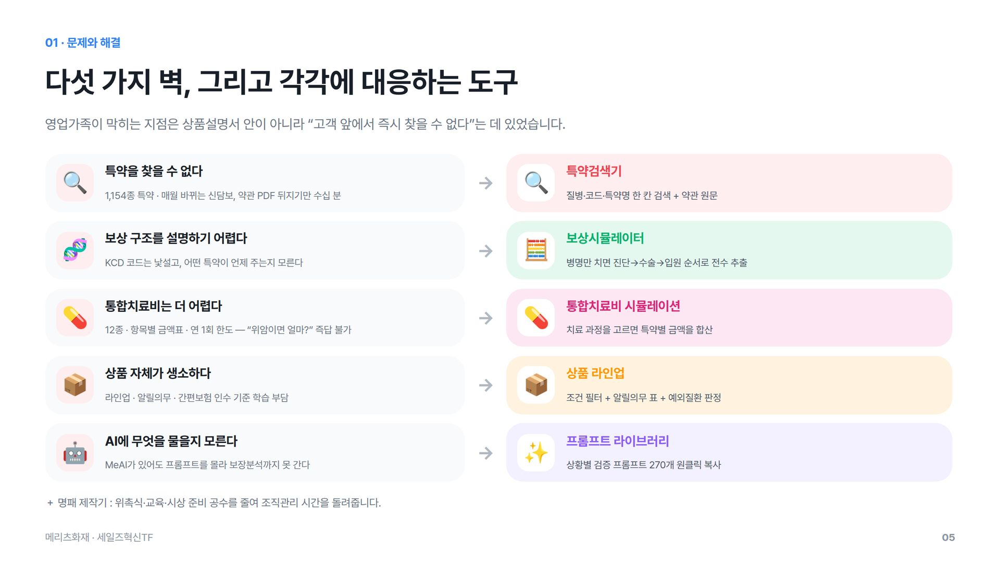 01 · 문제와 해결
다섯 가지 벽, 그리고 각각에 대응하는 도구
영업가족이 막히는 지점은 상품설명서 안이 아니라 “고객 앞에서 즉시 찾을 수 없다”는 데 있었습니다.
특약을 찾을 수 없다
1,154종 특약 · 매월 바뀌는 신담보, 약관 PDF 뒤지기만 수십 분
→
특약검색기
질병·코드·특약명 한 칸 검색 + 약관 원문
보상 구조를 설명하기 어렵다
KCD 코드는 낯설고, 어떤 특약이 언제 주는지 모른다
→
보상시뮬레이터
병명만 치면 진단→수술→입원 순서로 전수 추출
통합치료비는 더 어렵다
12종 · 항목별 금액표 · 연 1회 한도 — “위암이면 얼마?” 즉답 불가
→
통합치료비 시뮬레이션
치료 과정을 고르면 특약별 금액을 합산
상품 자체가 생소하다
라인업 · 알릴의무 · 간편보험 인수 기준 학습 부담
→
상품 라인업
조건 필터 + 알릴의무 표 + 예외질환 판정
AI에 무엇을 물을지 모른다
MeAI가 있어도 프롬프트를 몰라 보장분석까지 못 간다
→
프롬프트 라이브러리
상황별 검증 프롬프트 270개 원클릭 복사
+ 명패 제작기 : 위촉식·교육·시상 준비 공수를 줄여 조직관리 시간을 돌려줍니다.
메리츠화재 · 세일즈혁신TF
05